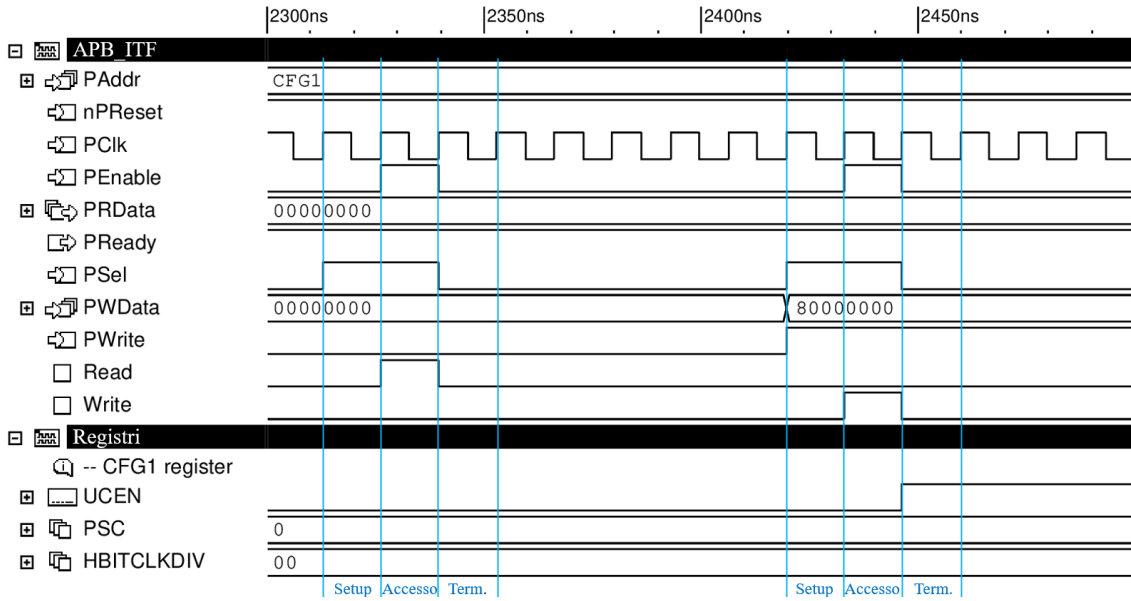 2300ns 2350ns 2400ns 2450ns
APB_ITF
PAddr CFG1
nPReset
PClk
PEnable
PRData 00000000
PReady
PSel
PWData 00000000 80000000
PWrite
Read
Write
Registri
-- CFG1 register
UCEN
PSC 0
HBITCLKDIV 00
Setup Accesso Term. Setup Accesso Term.